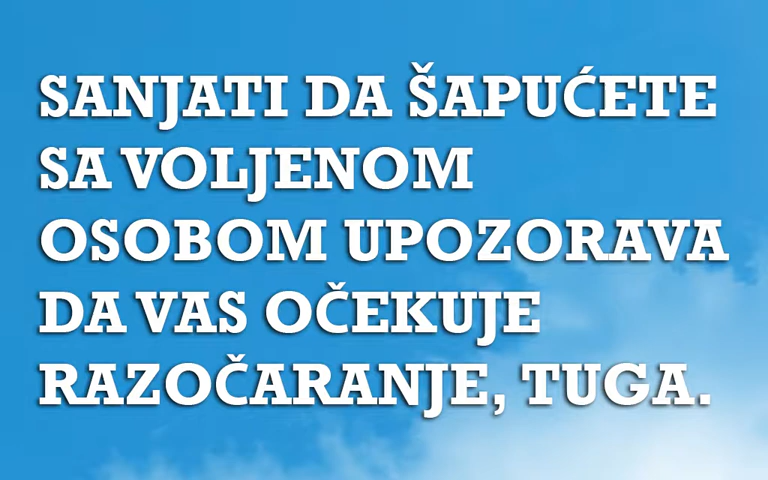 SANJATI DA ŠAPUĆETE
SA VOLJENOM
OSOBOM UPOZORAVA
DA VAS OČEKUJE
RAZOČARANJE, TUGA.